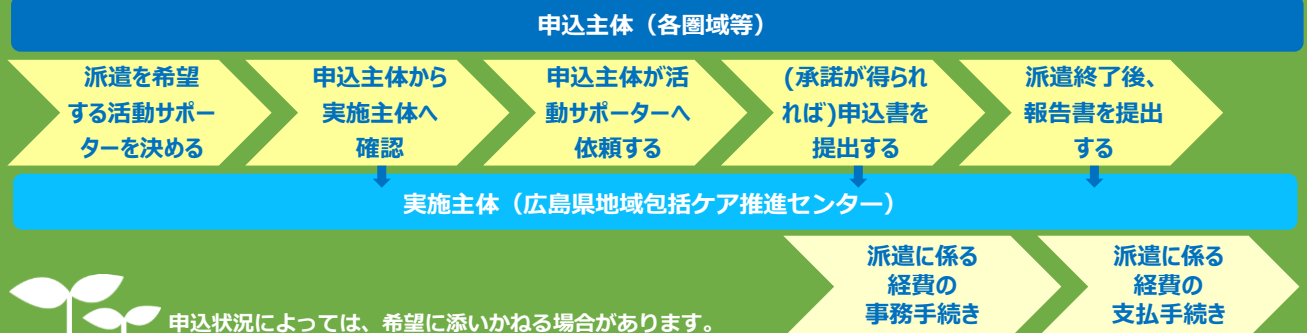 申込主体（各圏域等）
派遣を希望
する活動サポー
ターを決める
申込主体から
実施主体へ
確認
申込主体が活
動サポーターへ
依頼する
(承諾が得られ
れば)申込書を
提出する
派遣終了後、
報告書を提出
する
実施主体（広島県地域包括ケア推進センター）
派遣に係る
経費の
事務手続き
派遣に係る
経費の
支払手続き
申込状況によっては、希望に添いかねる場合があります。